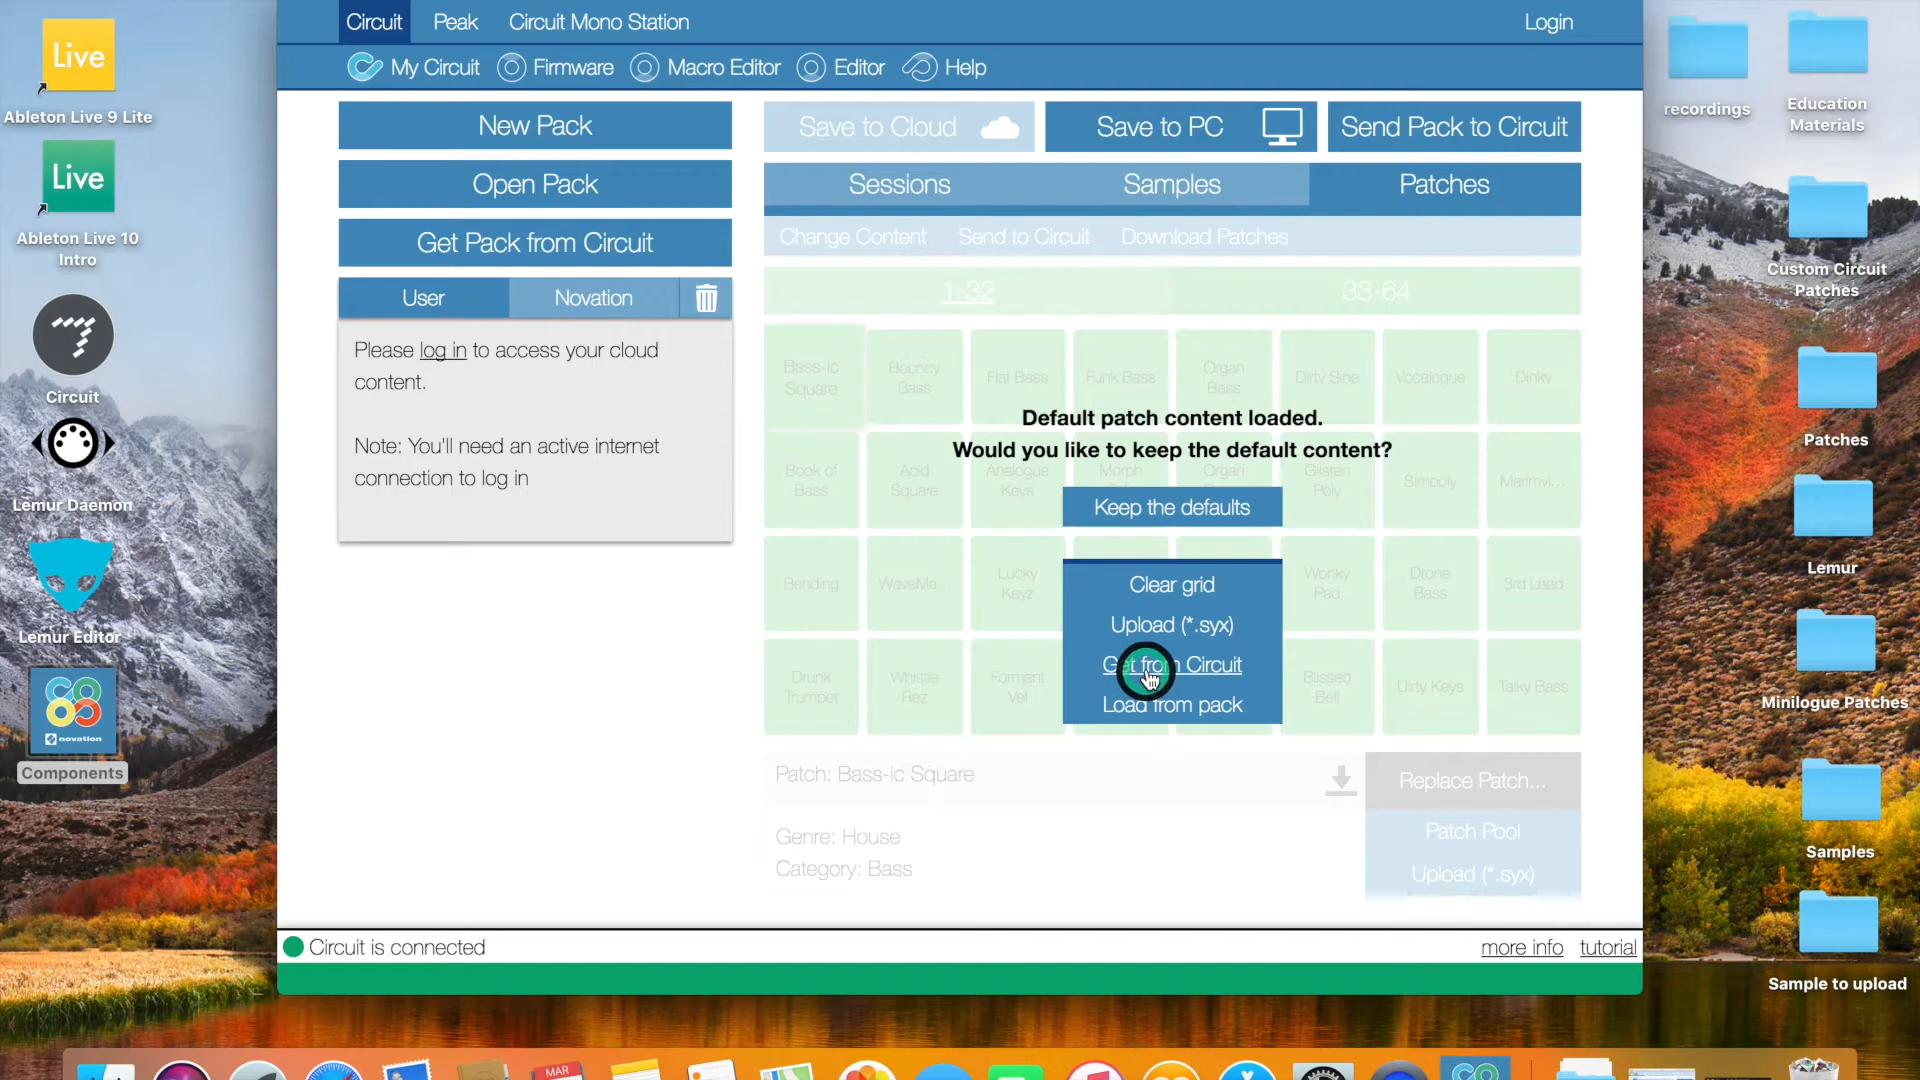 Circuit
Peak
Circuit Mono Station
Login
My Circuit
Firmware
Macro Editor
Editor
Help
New Pack
Open Pack
Get Pack from Circuit
User
Novation
Please log in to access your cloud
content.
Note: You'll need an active internet
connection to log in
Save to Cloud
Save to PC
Send Pack to Circuit
Sessions
Samples
Patches
Change Content
Send to Circuit
Download Patches
1-32
33-64
Bass-ic
Square
Bouncy
Bass
Flat Bass
Funk Bass
Organ
Bass
Dirty Sine
Vocalogue
Dinky
Default patch content loaded.
Would you like to keep the default content?
Book of
Bass
Acid
Square
Analogue
Keys
Morph
Organ
Glisten
Poly
Simpoly
Marimvi...
Keep the defaults
Bending
WaveMa...
Lucky
Keyz
Clear grid
Upload (*.syx)
Get from Circuit
Load from pack
Wonky
Pad
Drone
Bass
3rd Lead
Drunk
Trumpet
Whistle
Rez
Formant
Vel
Blissed
Bell
Dirty Keys
Talky Bass
Patch: Bass-ic Square
Replace Patch...
Genre: House
Category: Bass
Patch Pool
Upload (*.syx)
Circuit is connected
more info
tutorial
Live
Ableton Live 9 Lite
Live
Ableton Live 10
Intro
Circuit
Lemur Daemon
Lemur Editor
novation
Components
recordings
Education
Materials
Custom Circuit
Patches
Patches
Lemur
Minilogue Patches
Samples
Sample to upload
MAR